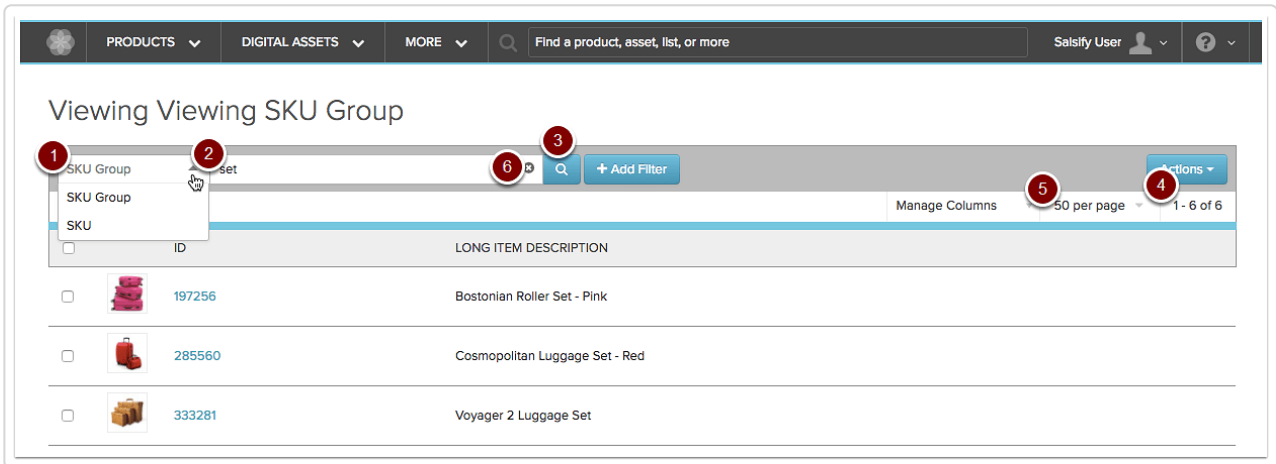 PRODUCTS DIGITAL ASSETS MORE Find a product, asset, list, or more Salsify User ?
Viewing Viewing SKU Group
1 2 3
SKU Group set 6 + Add Filter Actions
SKU Group
SKU
Manage Columns 5 50 per page 4 1 - 6 of 6
ID LONG ITEM DESCRIPTION
197256 Bostonian Roller Set - Pink
285560 Cosmopolitan Luggage Set - Red
333281 Voyager 2 Luggage Set